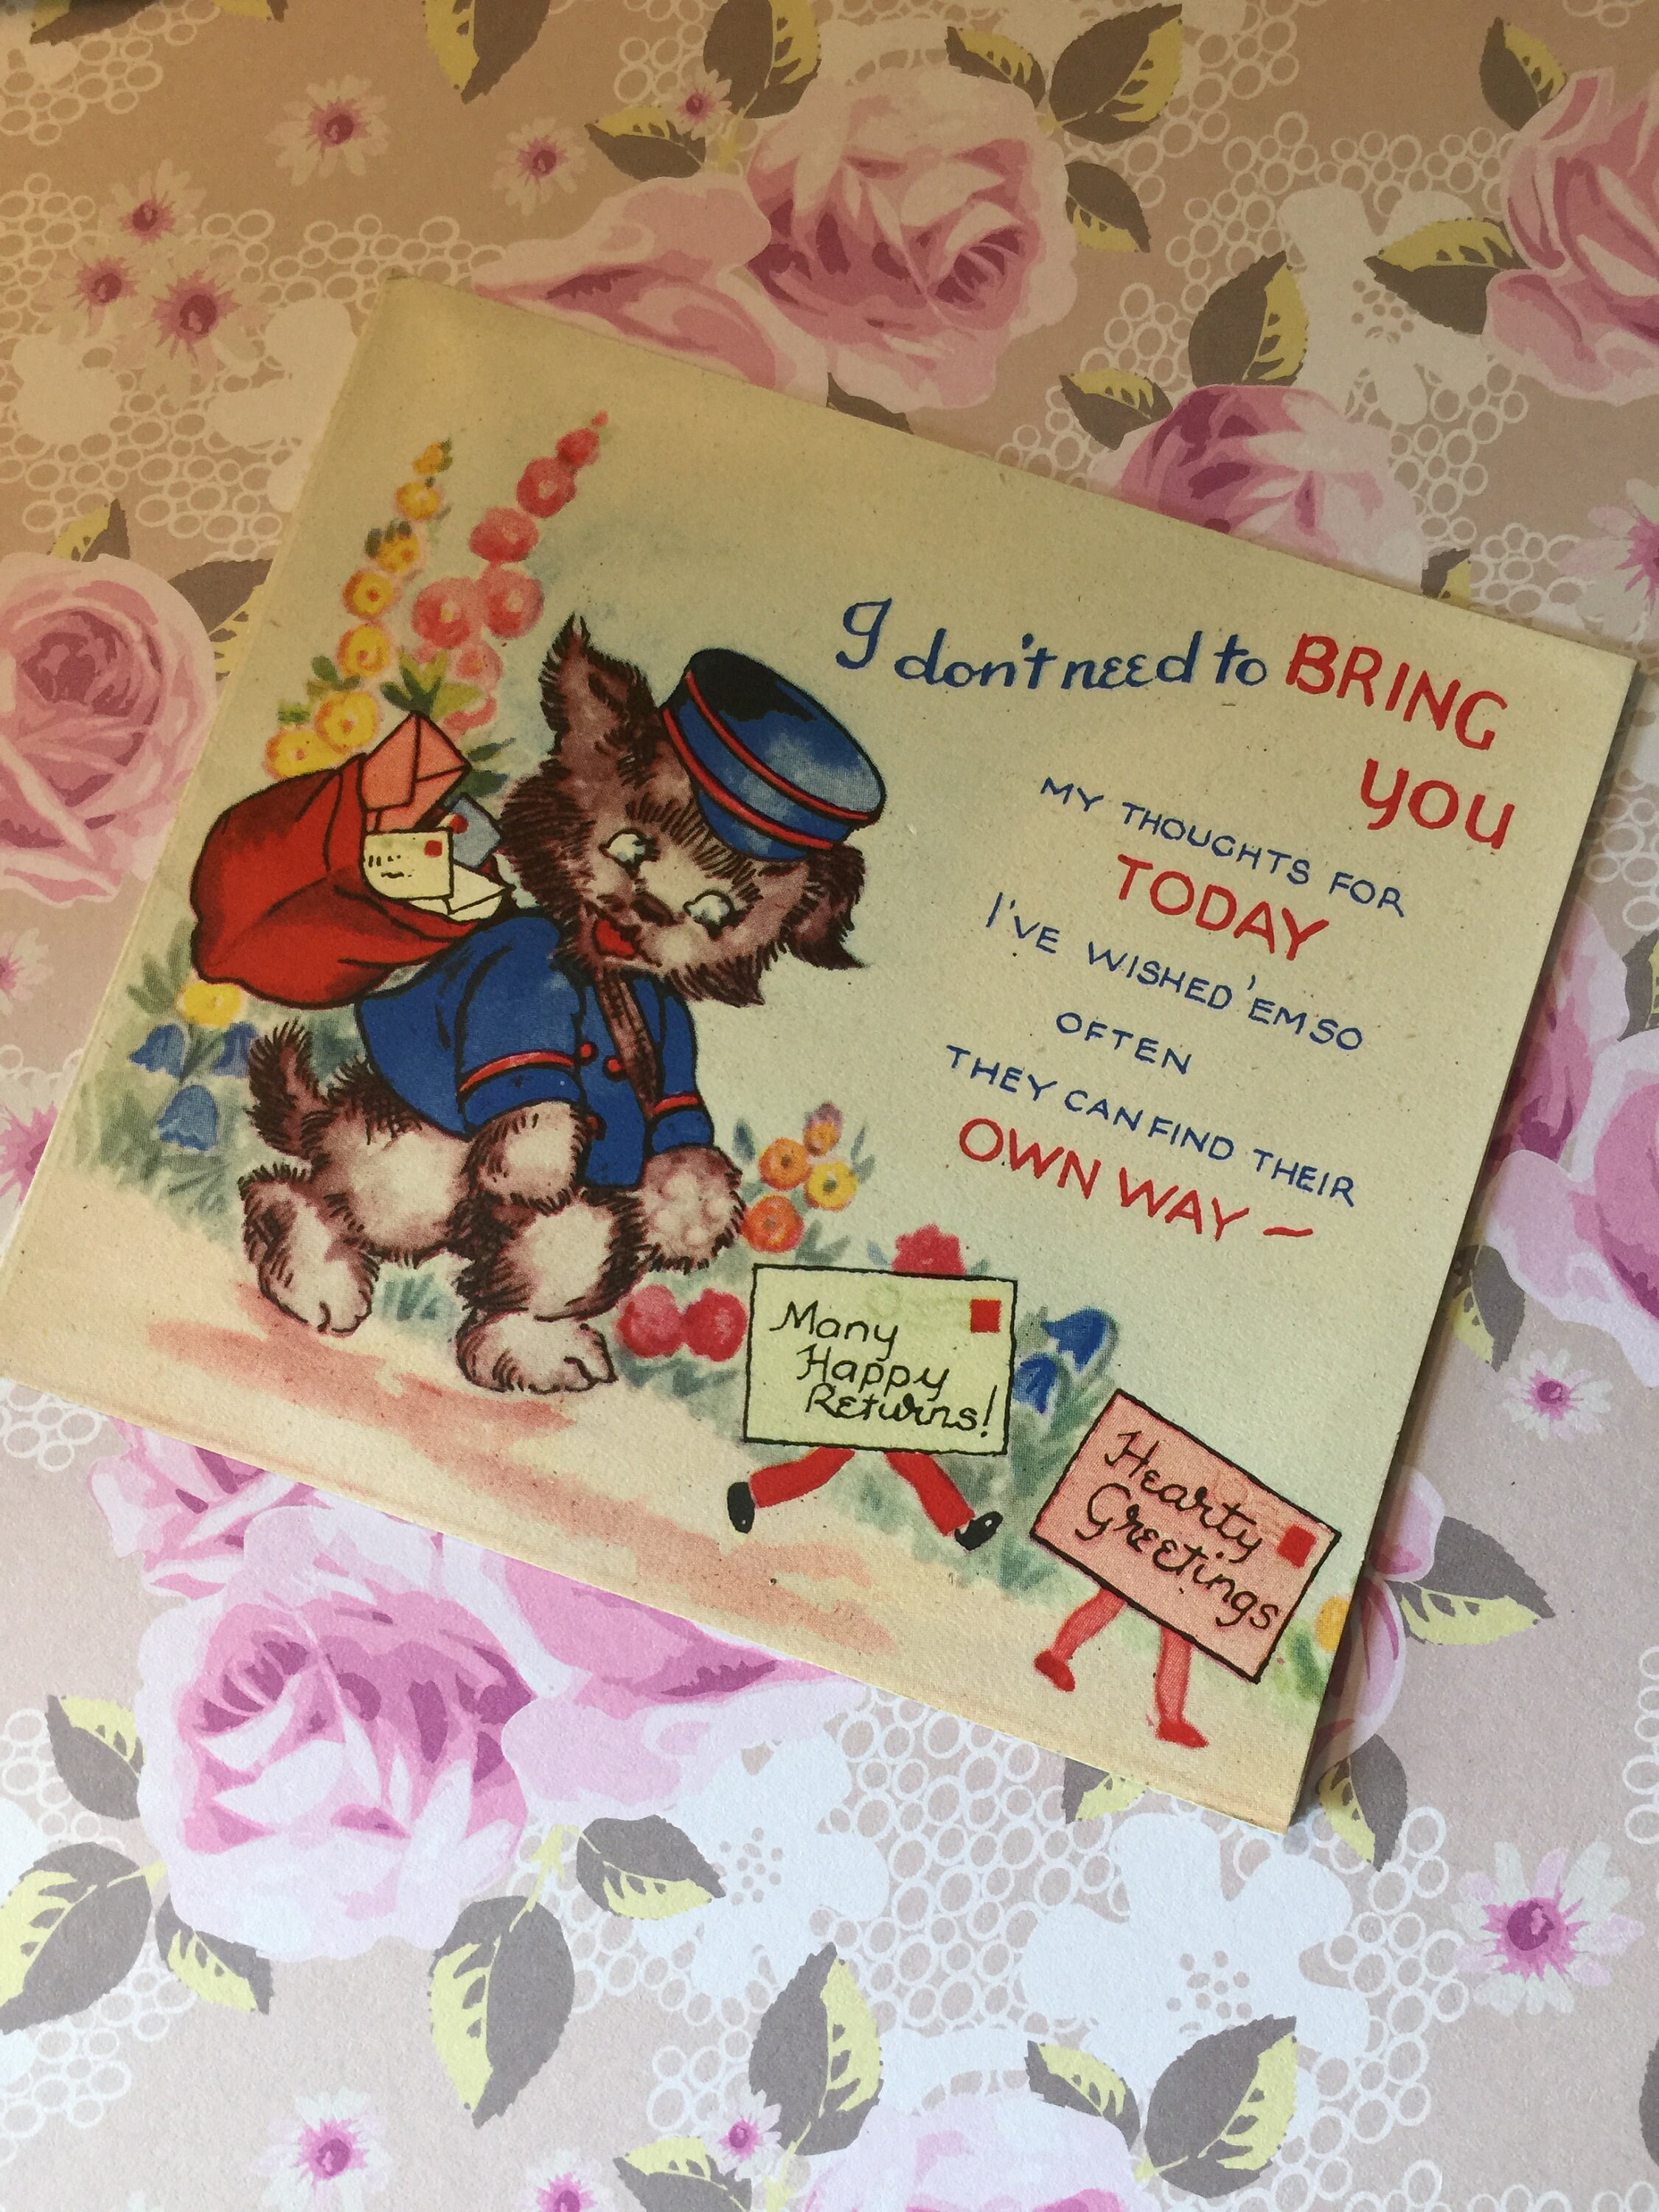 I don't need to BRING
YOU
MY THOUGHTS FOR
TODAY
I'VE WISHED 'EM SO
OFTEN
THEY CAN FIND THEIR
OWN WAY –
Many
Happy
Returns!
Hearty
Greetings